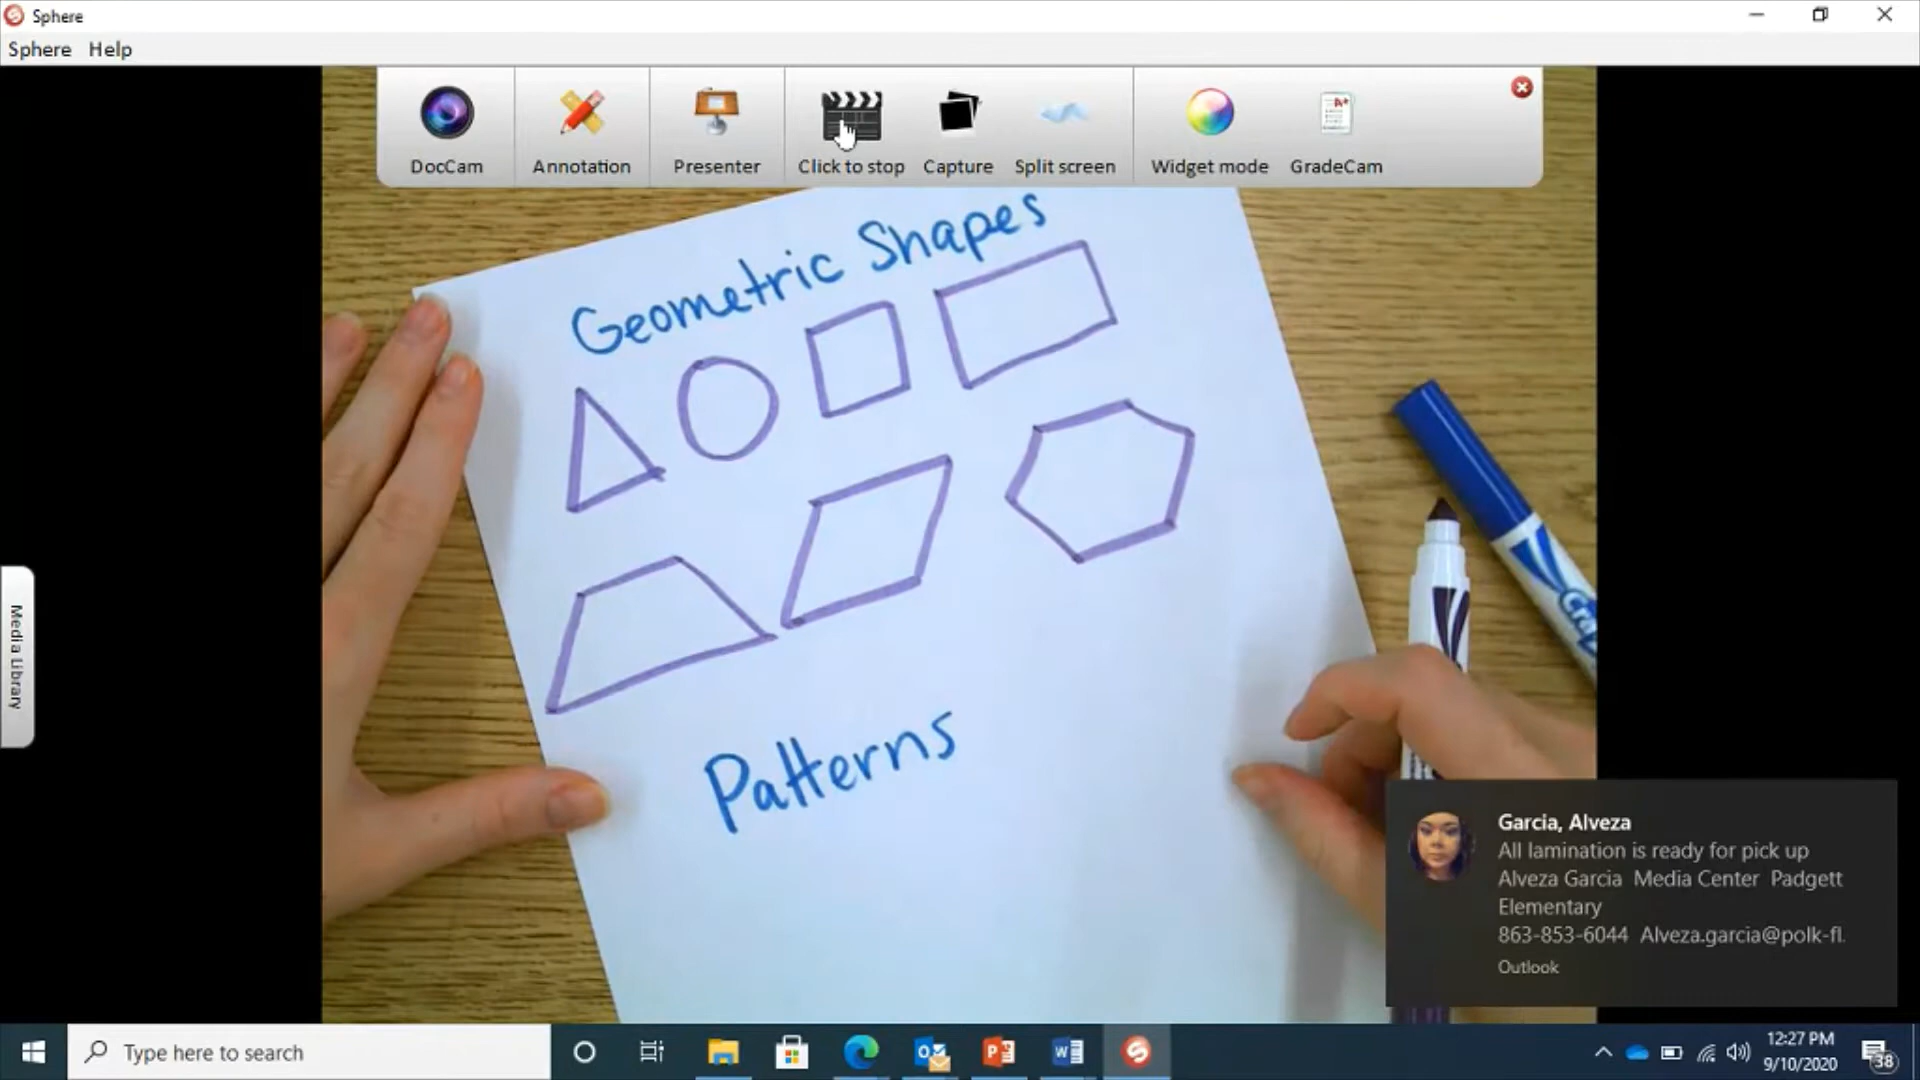 Sphere
Sphere Help
DocCam Annotation Presenter Click to stop Capture Split screen Widget mode GradeCam
A+
Geometric Shapes
Patterns
Media Library
Garcia, Alveza
All lamination is ready for pick up
Alveza Garcia Media Center Padgett
Elementary
863-853-6044 Alveza.garcia@polk-fl.
Outlook
Type here to search
12:27 PM
9/10/2020
38